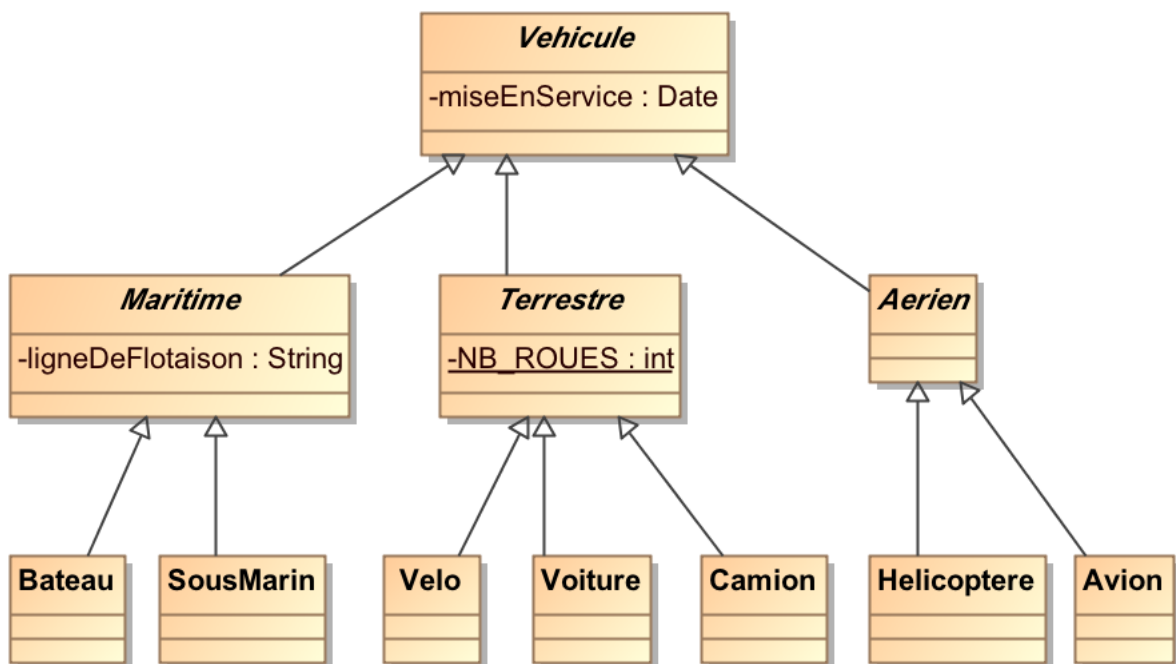 Vehicule
-miseEnService : Date
Maritime
-ligneDeFlotaison : String
Terrestre
-NB_ROUES : int
Aerien
Bateau
SousMarin
Velo
Voiture
Camion
Helicoptere
Avion